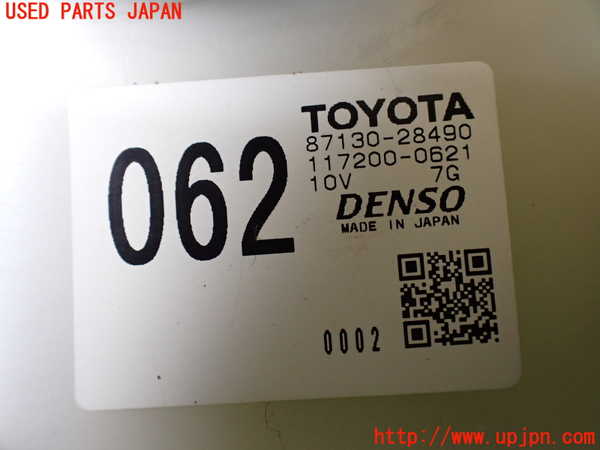 USED PARTS JAPAN
062
TOYOTA
87130-28490
117200-0621
10V 7G
DENSO
MADE IN JAPAN
0002
http://www.upjpn.com/